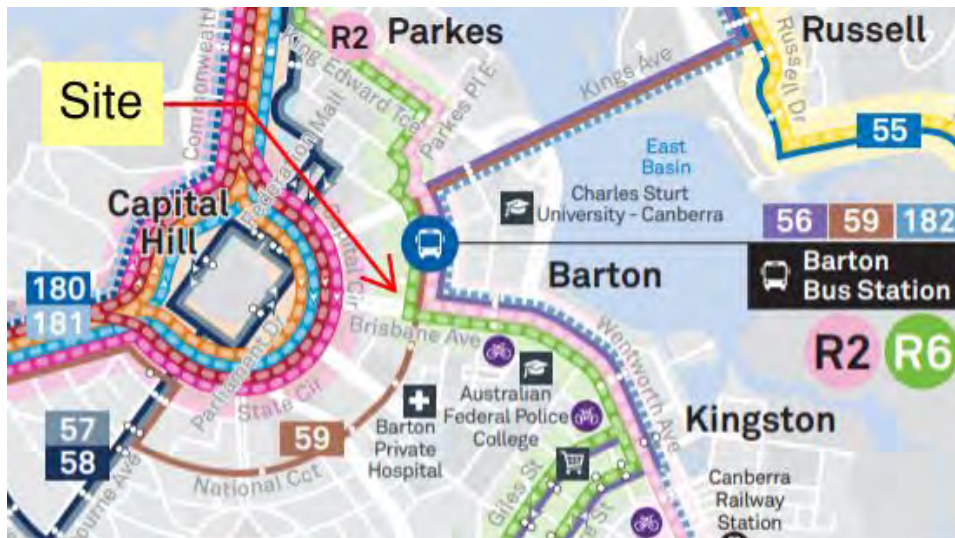 R2
Parkes
Russell
King Edward Tce
Parkes Pl E
Kings Ave
Russell Dr
Commonwealth
Site
Federation Mall
55
East
Basin
Charles Sturt
University - Canberra
Capital
Hill
Capital Cir
56 59 182
Barton
Barton
Bus Station
180
181
Brisbane Ave
Parliament Dr
State Cir
Wentworth Ave
R2 R6
Australian
Federal Police
College
Barton
Private
Hospital
57
58
59
Kingston
National Cct
Giles St
Canberra
Railway
Station
ourne Ave
e St